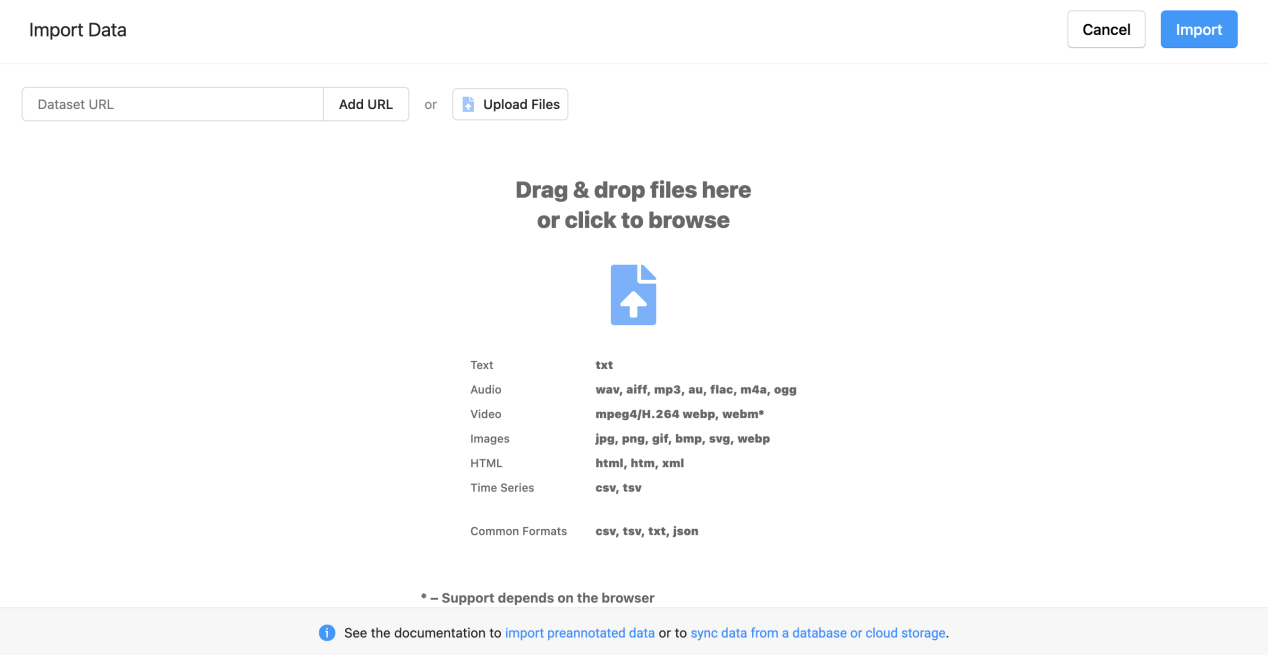 Import Data
Cancel
Import
Dataset URL
Add URL
or
Upload Files
Drag & drop files here
or click to browse
Text txt
Audio wav, aiff, mp3, au, flac, m4a, ogg
Video mpeg4/H.264 webp, webm*
Images jpg, png, gif, bmp, svg, webp
HTML html, htm, xml
Time Series csv, tsv
Common Formats csv, tsv, txt, json
* – Support depends on the browser
i See the documentation to import preannotated data or to sync data from a database or cloud storage.